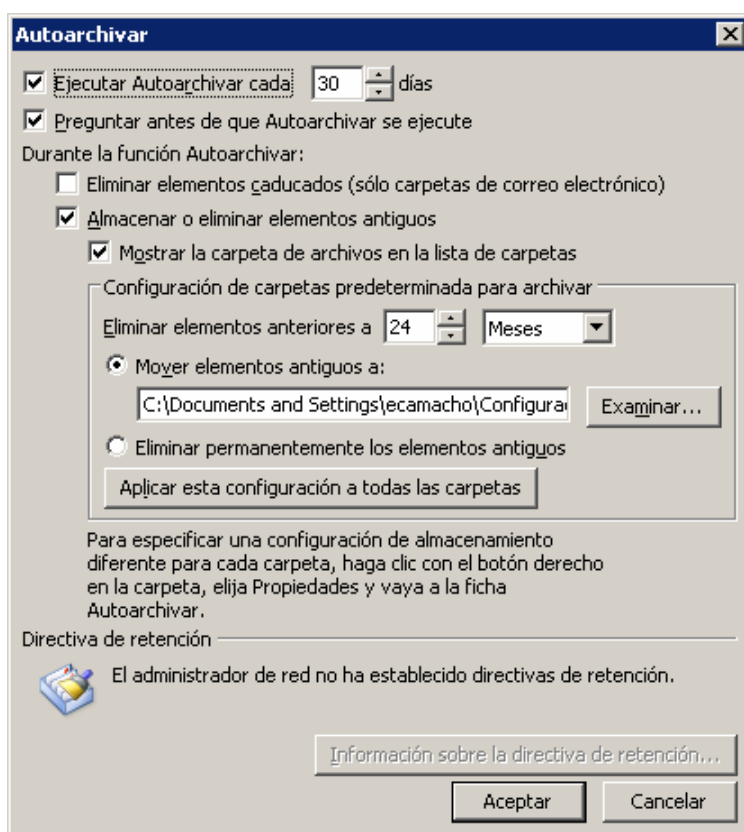 Autoarchivar
Ejecutar Autoarchivar cada 30 días
Preguntar antes de que Autoarchivar se ejecute
Durante la función Autoarchivar:
Eliminar elementos caducados (sólo carpetas de correo electrónico)
Almacenar o eliminar elementos antiguos
Mostrar la carpeta de archivos en la lista de carpetas
Configuración de carpetas predeterminada para archivar
Eliminar elementos anteriores a 24 Meses
Mover elementos antiguos a:
C:\Documents and Settings\ecamacho\Configura Examinar...
Eliminar permanentemente los elementos antiguos
Aplicar esta configuración a todas las carpetas
Para especificar una configuración de almacenamiento
diferente para cada carpeta, haga clic con el botón derecho
en la carpeta, elija Propiedades y vaya a la ficha
Autoarchivar.
Directiva de retención
El administrador de red no ha establecido directivas de retención.
Información sobre la directiva de retención...
Aceptar Cancelar